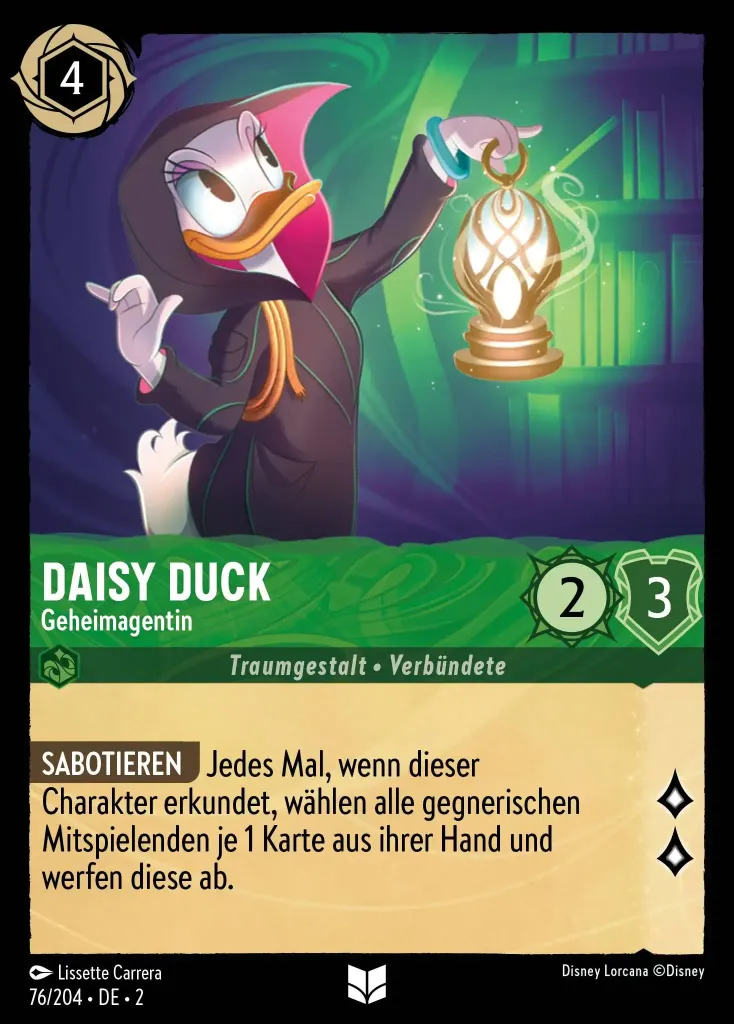 4
DAISY DUCK
Geheimagentin
2
3
Traumgestalt • Verbündete
SABOTIEREN Jedes Mal, wenn dieser
Charakter erkundet, wählen alle gegnerischen
Mitspielenden je 1 Karte aus ihrer Hand und
werfen diese ab.
Lissette Carrera
Disney Lorcana ©Disney
76/204 • DE • 2